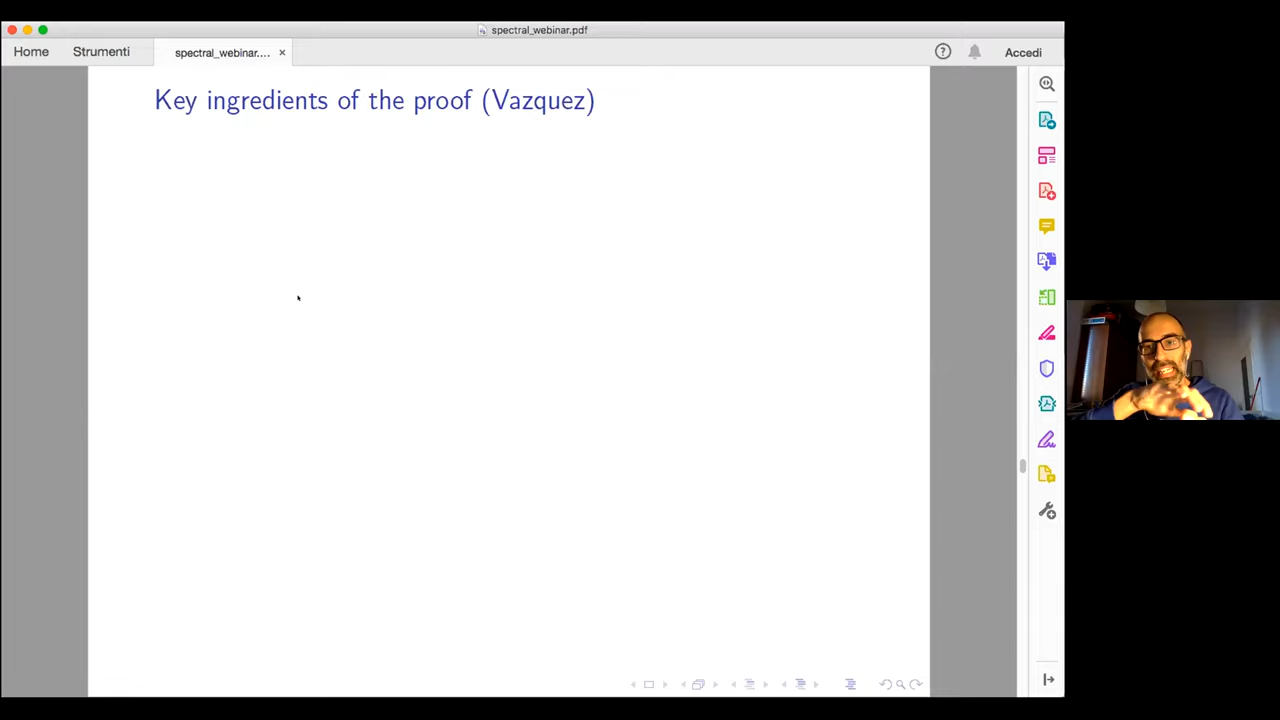 spectral_webinar.pdf
Home
Strumenti
spectral_webinar....
Accedi
Key ingredients of the proof (Vazquez)